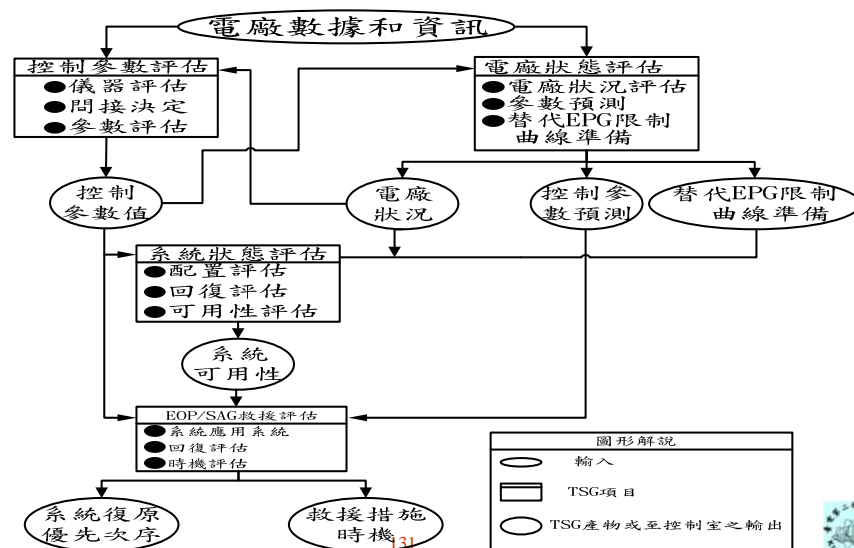 電廠數據和資訊
控制參數評估
●儀器評估
●間接決定
●參數評估
電廠狀態評估
●電廠狀況評估
●參數預測
●替代EPG限制
曲線準備
控制
參數值
電廠
狀況
控制參
數預測
替代EPG限制
曲線準備
系統狀態評估
●配置評估
●回復評估
●可用性評估
系統
可用性
EOP/SAG救援評估
●系統應用系統
●回復評估
●時機評估
系統復原
優先次序
救援措施
時機
圖形解說
輸入
TSG項目
TSG產物或至控制室之輸出
131